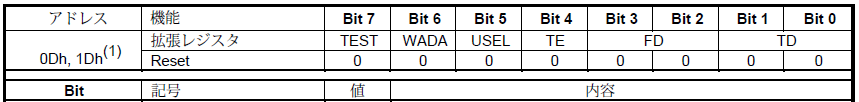 アドレス 機能 Bit 7 Bit 6 Bit 5 Bit 4 Bit 3 Bit 2 Bit 1 Bit 0
0Dh, 1Dh(1) 拡張レジスタ TEST WADA USEL TE FD TD
Reset 0 0 0 0 0 0 0 0
Bit 記号 値 内容